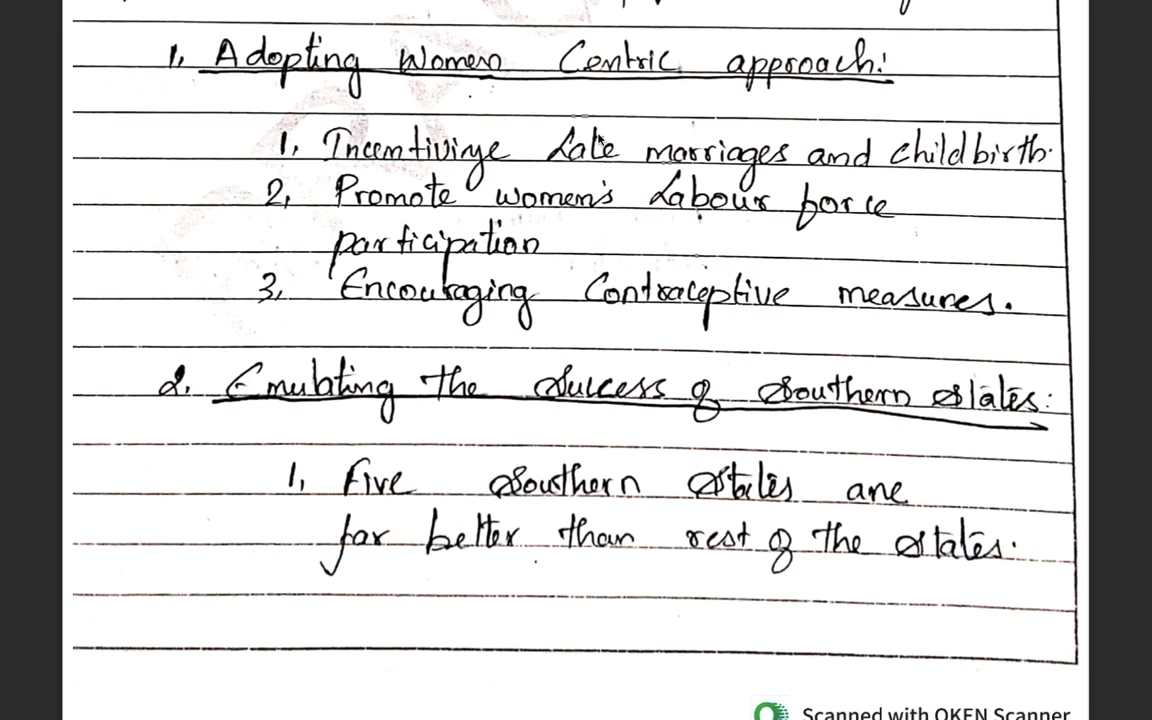 1, Adopting Women Centric approach:
1, Incentivize Late marriages and childbirth.
2, Promote women's Labour force
participation
3, Encouraging Contraceptive measures.
2. Emulating the Success of Southern States:
1, Five Southern States are
far better than rest of the states.
Scanned with OKEN Scanner